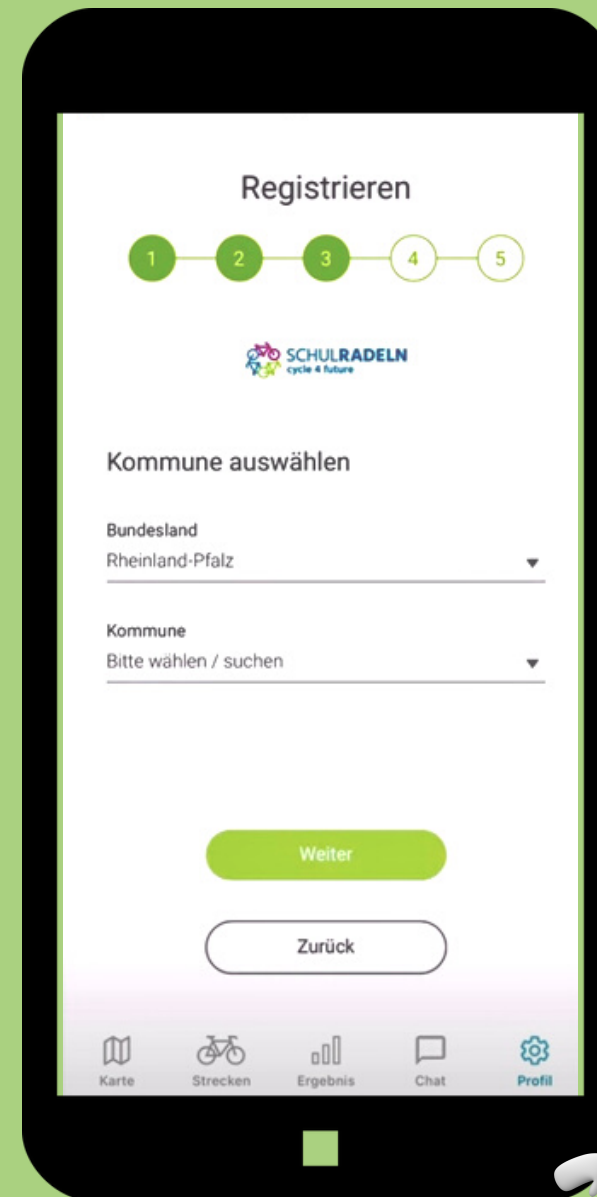 Registrieren
1 2 3 4 5
SCHULRADELN
cycle 4 future
Kommune auswählen
Bundesland
Rheinland-Pfalz
Kommune
Bitte wählen / suchen
Weiter
Zurück
Karte Strecken Ergebnis Chat Profil